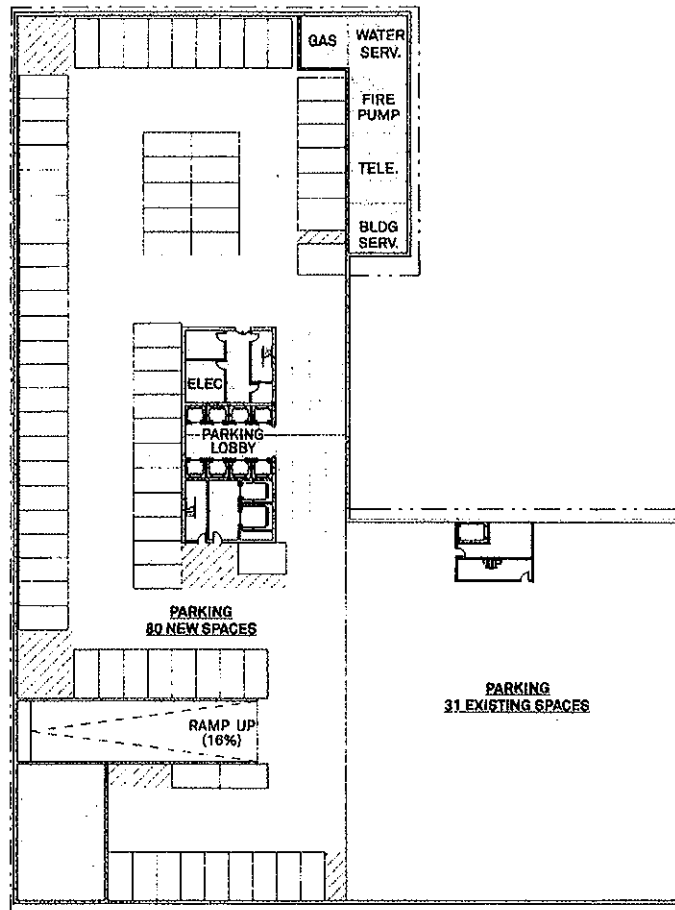 GAS
WATER
SERV.
FIRE
PUMP
TELE.
BLDG
SERV.
ELEC
PARKING
LOBBY
UP
PARKING
80 NEW SPACES
PARKING
31 EXISTING SPACES
RAMP UP
(16%)